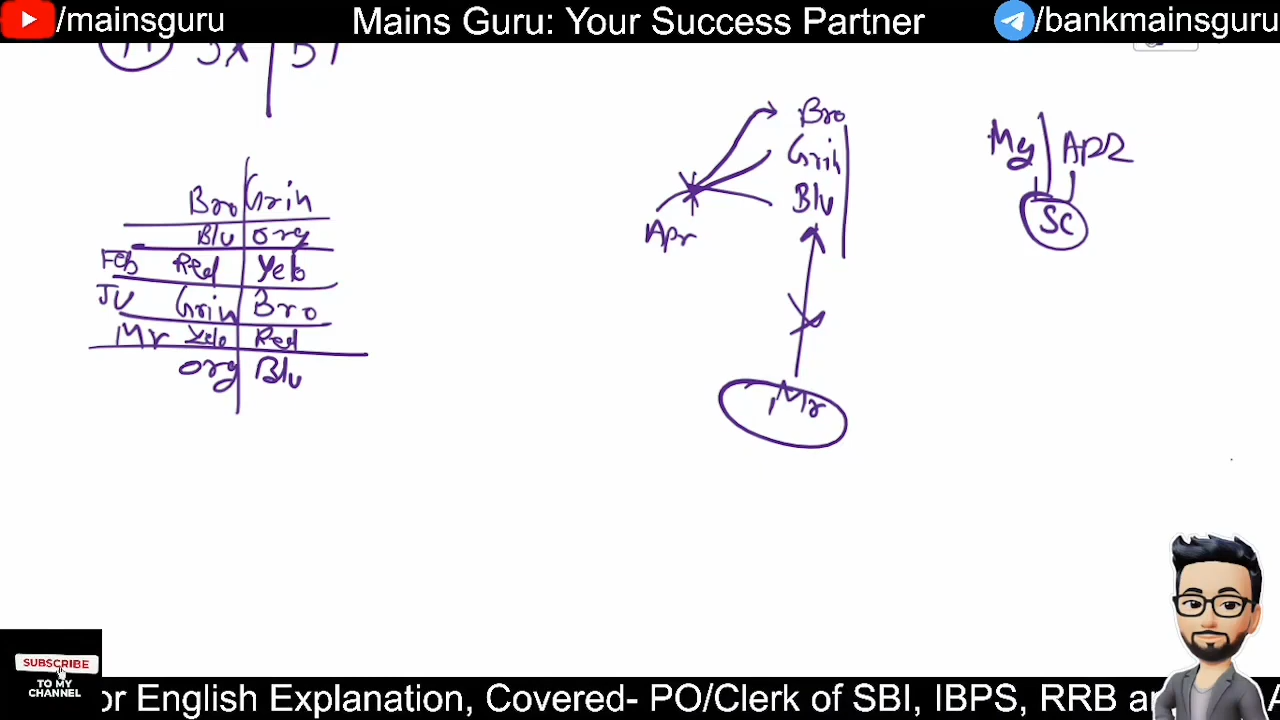 /mainsguru
Mains Guru: Your Success Partner
/bankmainsguru
Bro Grin
Blu Org
Feb Red Yelo
JU Grin Bro
Mr Yelo Red
Org Blu
Bro
Grin
Blu
Apr
Mr
My APR
SC
SUBSCRIBE
TO MY
CHANNEL
or English Explanation, Covered- PO/Clerk of SBI, IBPS, RRB a